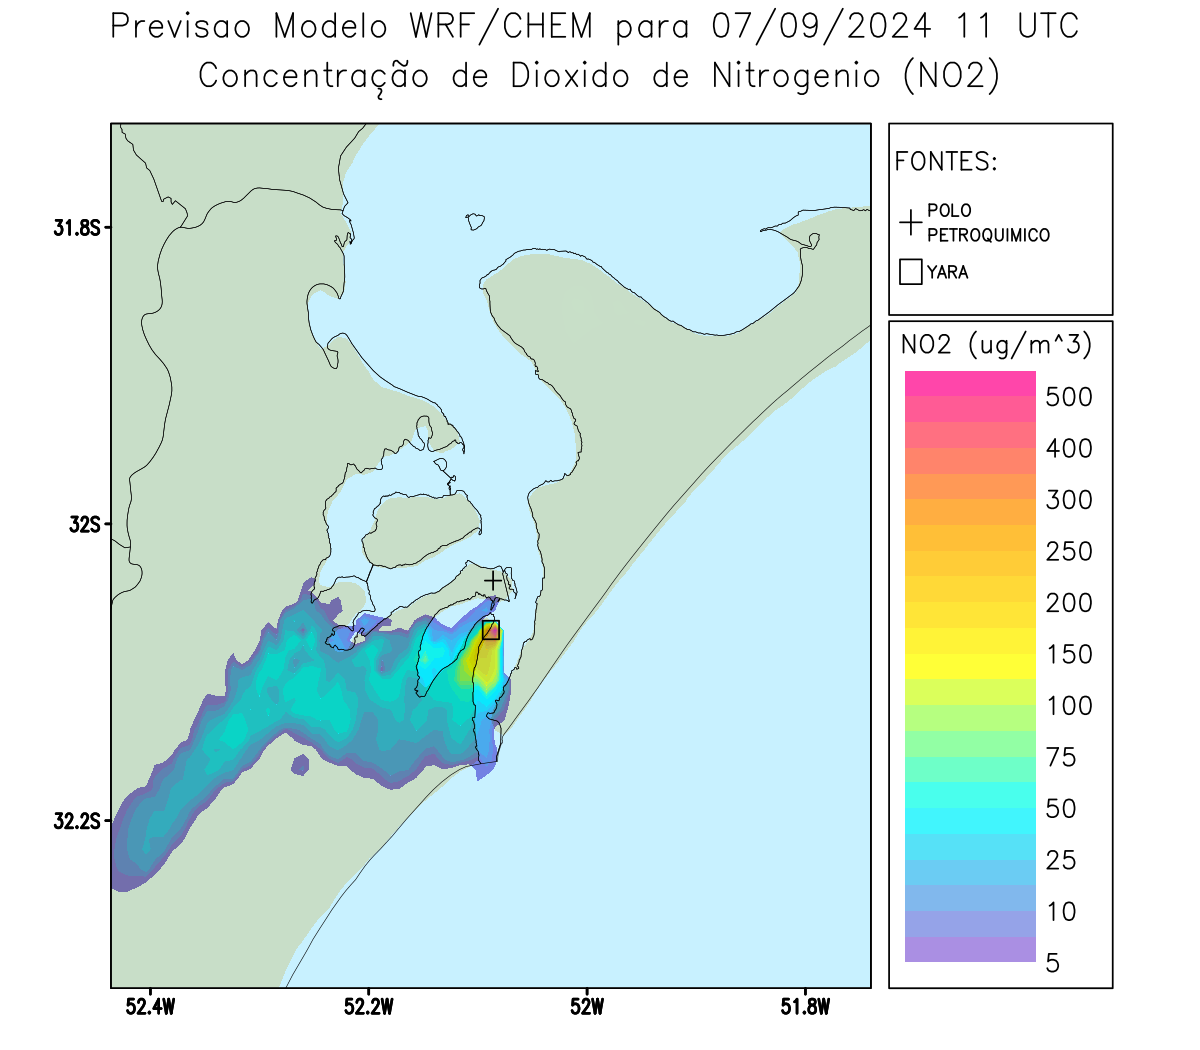 Previsao Modelo WRF/CHEM para 07/09/2024 11 UTC
Concentração de Dioxido de Nitrogenio (NO2)
FONTES:
POLO
PETROQUIMICO
YARA
NO2 (ug/m^3)
500
400
300
250
200
150
100
75
50
25
10
5
31.8S
32S
32.2S
52.4W
52.2W
52W
51.8W